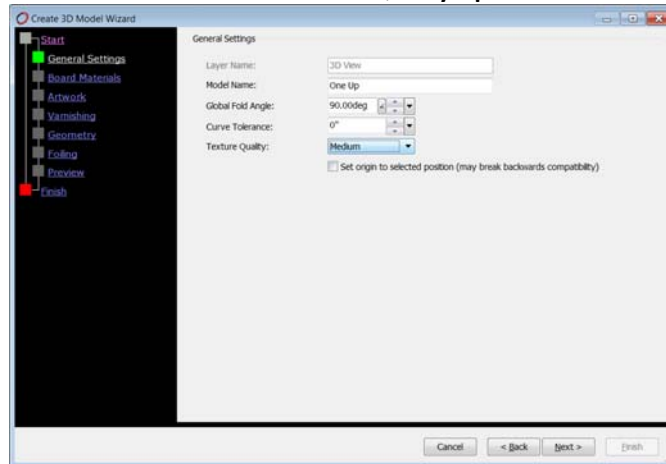 Create 3D Model Wizard
Start
General Settings
Board Materials
Artwork
Varnishing
Geometry
Foiling
Preview
Finish
General Settings
Layer Name: 3D View
Model Name: One Up
Global Fold Angle: 90.00deg
Curve Tolerance: 0"
Texture Quality: Medium
Set origin to selected position (may break backwards compatibility)
Cancel < Back Next > Finish